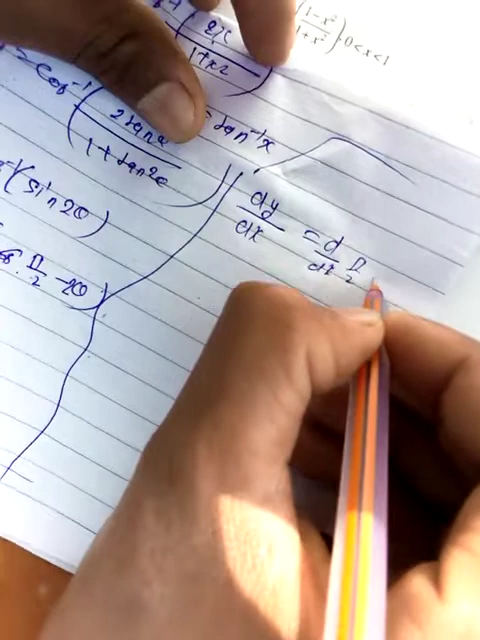 (1-x²/1+x²), 0<x<1
(2x/1+x2)
cos⁻¹(2tanθ/1+tan2θ)
= tan⁻¹x
(sin2θ)
π/2 - 2θ)
dy/dx = d/dx π/2